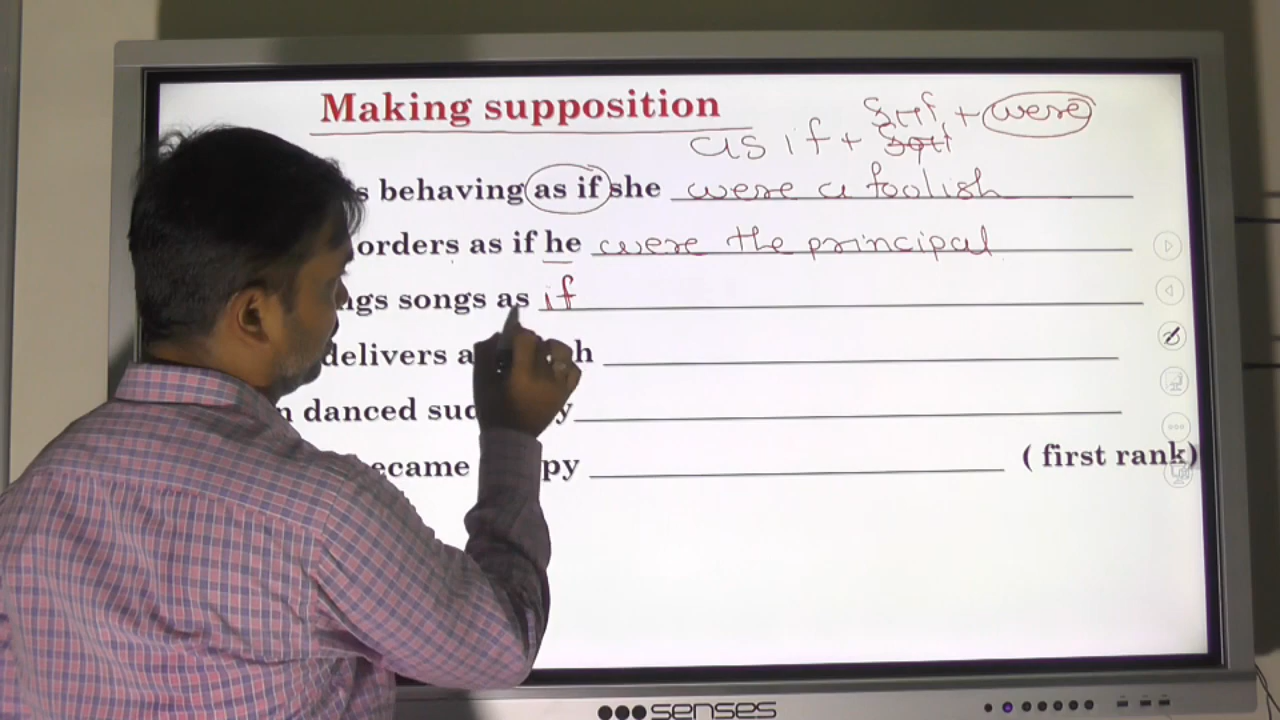 Making supposition
as if + + were
s behaving as if she were a foolish
orders as if he were the principal
ngs songs as if
delivers a h
n danced sud y
ecame py ( first rank)
senses